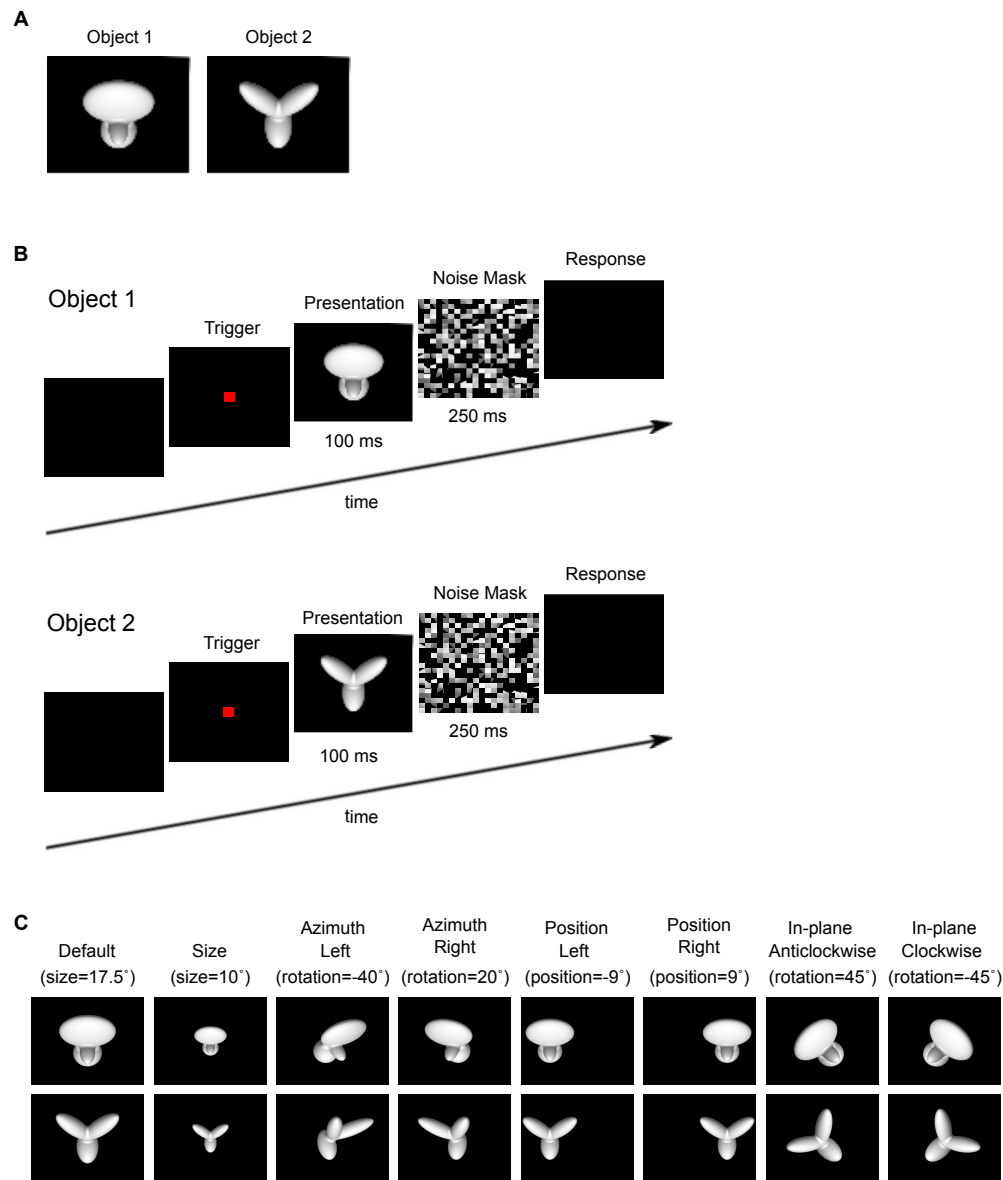 A
Object 1
Object 2
B
Object 1
Trigger
Presentation
Noise Mask
Response
100 ms
250 ms
time
Object 2
Trigger
Presentation
Noise Mask
Response
100 ms
250 ms
time
C
Default
(size=17.5˚)
Size
(size=10˚)
Azimuth
Left
(rotation=-40˚)
Azimuth
Right
(rotation=20˚)
Position
Left
(position=-9˚)
Position
Right
(position=9˚)
In-plane
Anticlockwise
(rotation=45˚)
In-plane
Clockwise
(rotation=-45˚)